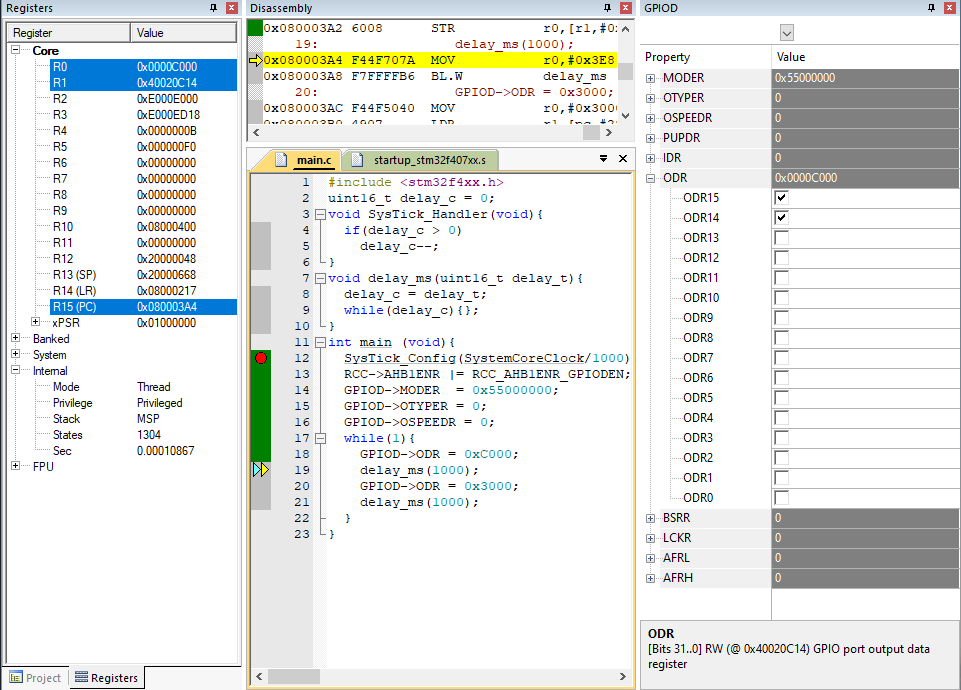 Registers
Register Value
Core
R0 0x0000C000
R1 0x40020C14
R2 0xE000E000
R3 0xE000ED18
R4 0x0000000B
R5 0x000000F0
R6 0x00000000
R7 0x00000000
R8 0x00000000
R9 0x00000000
R10 0x08000400
R11 0x00000000
R12 0x20000048
R13 (SP) 0x20000668
R14 (LR) 0x08000217
R15 (PC) 0x080003A4
xPSR 0x01000000
Banked
System
Internal
Mode Thread
Privilege Privileged
Stack MSP
States 1304
Sec 0.00010867
FPU
Project Registers
Disassembly
0x080003A2 6008 STR r0,[r1,#0x
19: delay_ms(1000);
0x080003A4 F44F707A MOV r0,#0x3E8
0x080003A8 F7FFFFB6 BL.W delay_ms
20: GPIOD->ODR = 0x3000;
0x080003AC F44F5040 MOV r0,#0x300
main.c startup_stm32f407xx.s
1 #include <stm32f4xx.h>
2 uint16_t delay_c = 0;
3 void SysTick_Handler(void){
4 if(delay_c > 0)
5 delay_c--;
6 }
7 void delay_ms(uint16_t delay_t){
8 delay_c = delay_t;
9 while(delay_c){};
10 }
11 int main (void){
12 SysTick_Config(SystemCoreClock/1000)
13 RCC->AHB1ENR |= RCC_AHB1ENR_GPIODEN;
14 GPIOD->MODER = 0x55000000;
15 GPIOD->OTYPER = 0;
16 GPIOD->OSPEEDR = 0;
17 while(1){
18 GPIOD->ODR = 0xC000;
19 delay_ms(1000);
20 GPIOD->ODR = 0x3000;
21 delay_ms(1000);
22 }
23 }
GPIOD
Property Value
MODER 0x55000000
OTYPER 0
OSPEEDR 0
PUPDR 0
IDR 0
ODR 0x0000C000
ODR15
ODR14
ODR13
ODR12
ODR11
ODR10
ODR9
ODR8
ODR7
ODR6
ODR5
ODR4
ODR3
ODR2
ODR1
ODR0
BSRR 0
LCKR 0
AFRL 0
AFRH 0
ODR
[Bits 31..0] RW (@ 0x40020C14) GPIO port output data
register